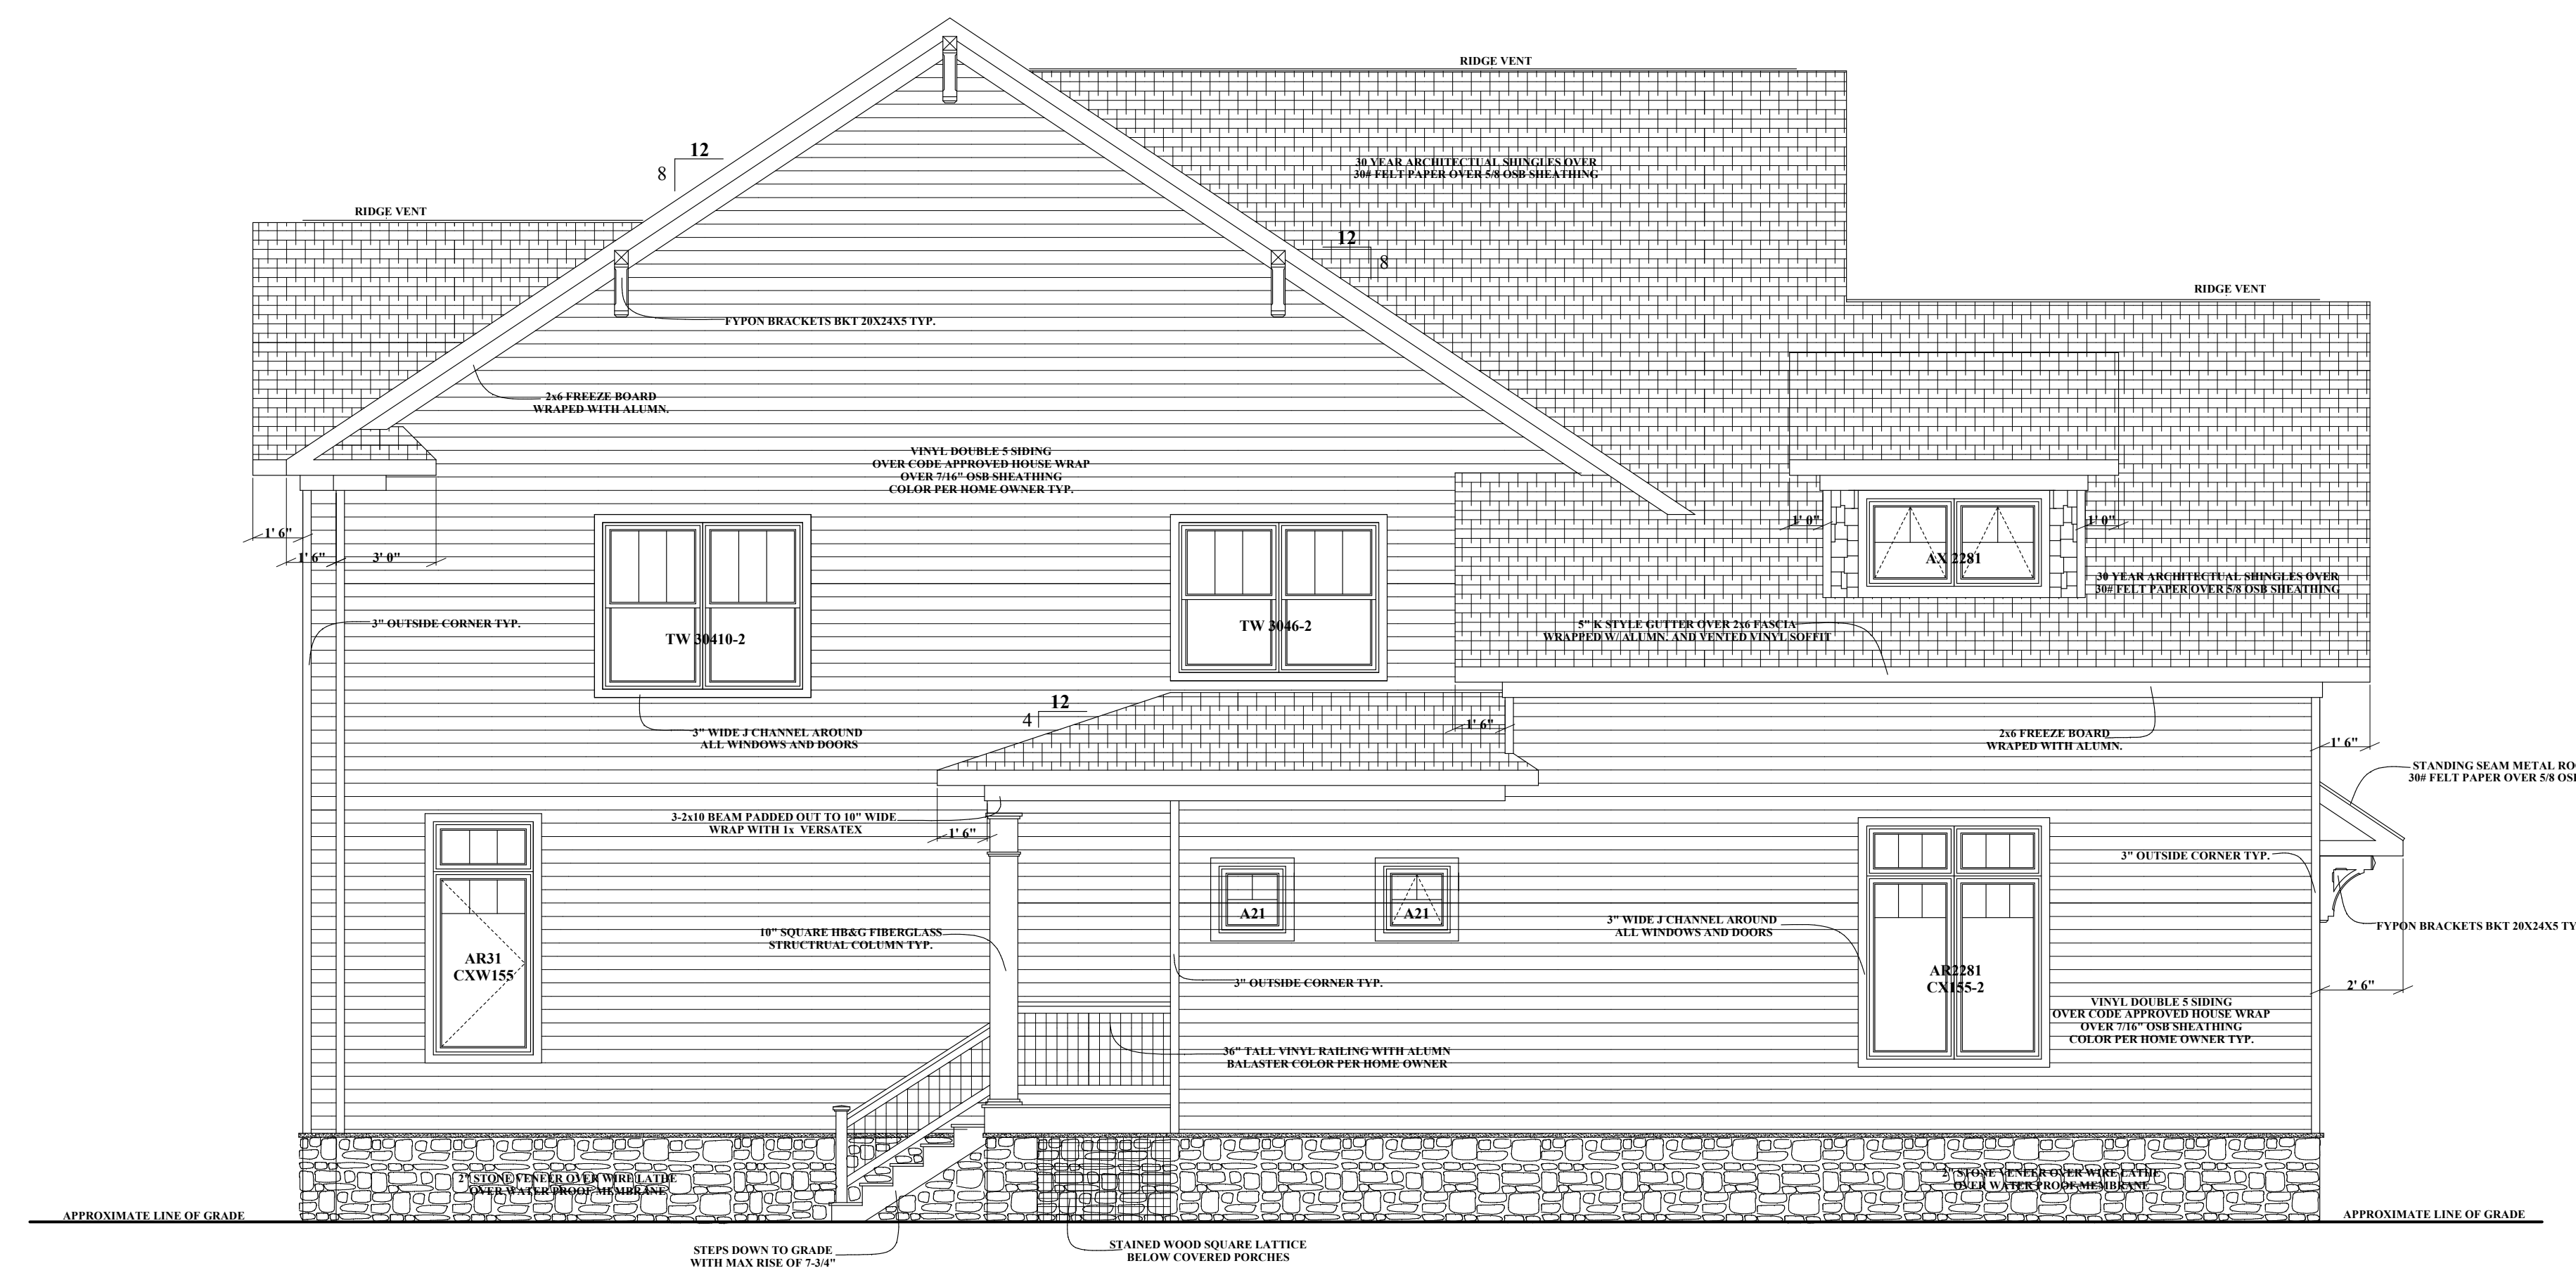 RIDGE VENT
12
8
30 YEAR ARCHITECTURAL SHINGLES OVER
30# FELT PAPER OVER 5/8 OSB SHEATHING
RIDGE VENT
12
8
RIDGE VENT
FYPON BRACKETS BKT 20X24X5 TYP.
2x6 FREEZE BOARD
WRAPED WITH ALUMN.
VINYL DOUBLE 5 SIDING
OVER CODE APPROVED HOUSE WRAP
OVER 7/16" OSB SHEATHING
COLOR PER HOME OWNER TYP.
1' 6"
1' 6"
3' 0"
1' 0"
1' 0"
AX 2281
30 YEAR ARCHITECTURAL SHINGLES OVER
30# FELT PAPER OVER 5/8 OSB SHEATHING
3" OUTSIDE CORNER TYP.
TW 30410-2
TW 3046-2
5" K STYLE GUTTER OVER 2x6 FASCIA
WRAPPED W/ ALUMN. AND VENTED VINYL SOFFIT
12
4
3" WIDE J CHANNEL AROUND
ALL WINDOWS AND DOORS
1' 6"
2x6 FREEZE BOARD
WRAPED WITH ALUMN.
1' 6"
STANDING SEAM METAL RO
30# FELT PAPER OVER 5/8 OS
3-2x10 BEAM PADDED OUT TO 10" WIDE
WRAP WITH 1x VERSATEX
1' 6"
3" OUTSIDE CORNER TYP.
A21
A21
3" WIDE J CHANNEL AROUND
ALL WINDOWS AND DOORS
FYPON BRACKETS BKT 20X24X5 TY
10" SQUARE HB&G FIBERGLASS
STRUCTRUAL COLUMN TYP.
AR31
CXW155
3" OUTSIDE CORNER TYP.
AR2281
CX155-2
2' 6"
VINYL DOUBLE 5 SIDING
OVER CODE APPROVED HOUSE WRAP
OVER 7/16" OSB SHEATHING
COLOR PER HOME OWNER TYP.
36" TALL VINYL RAILING WITH ALUMN
BALASTER COLOR PER HOME OWNER
2" STONE VENEER OVER WIRE LATHE
OVER WATER PROOF MEMBRANE
2" STONE VENEER OVER WIRE LATHE
OVER WATER PROOF MEMBRANE
APPROXIMATE LINE OF GRADE
APPROXIMATE LINE OF GRADE
STEPS DOWN TO GRADE
WITH MAX RISE OF 7-3/4"
STAINED WOOD SQUARE LATTICE
BELOW COVERED PORCHES